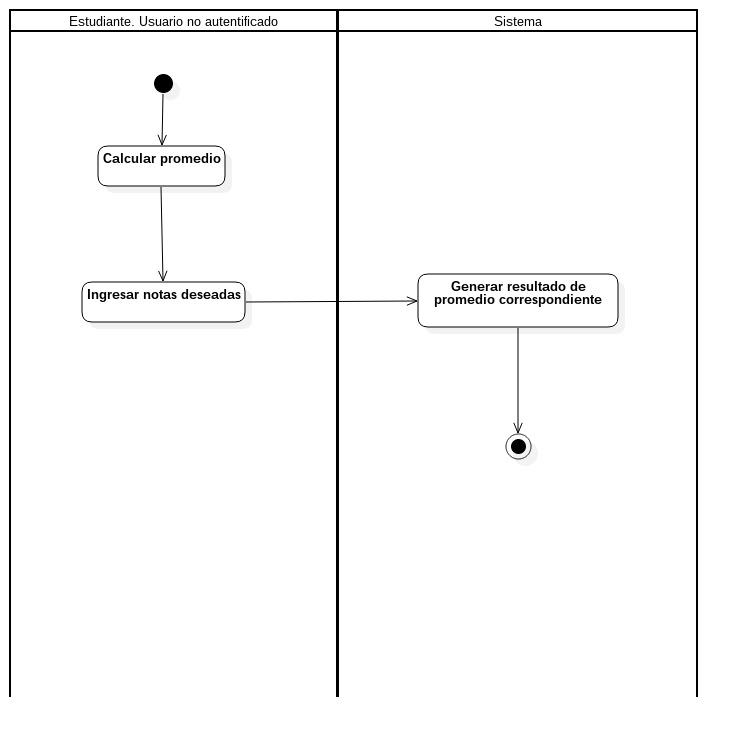 Estudiante. Usuario no autentificado
Sistema
Calcular promedio
Ingresar notas deseadas
Generar resultado de
promedio correspondiente